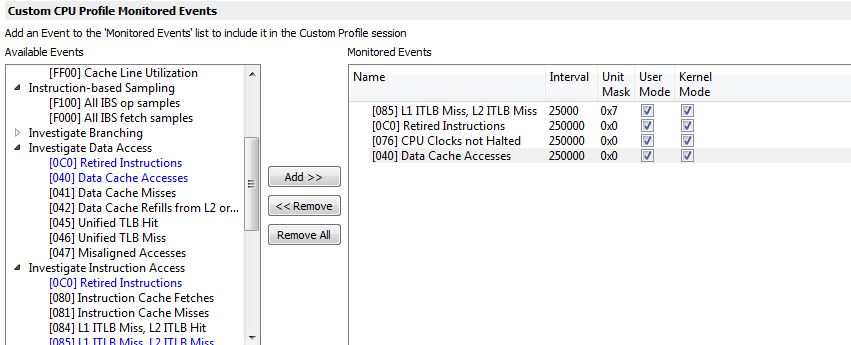 Custom CPU Profile Monitored Events
Add an Event to the 'Monitored Events' list to include it in the Custom Profile session
Available Events
[FF00] Cache Line Utilization
Instruction-based Sampling
[F100] All IBS op samples
[F000] All IBS fetch samples
Investigate Branching
Investigate Data Access
[0C0] Retired Instructions
[040] Data Cache Accesses
[041] Data Cache Misses
[042] Data Cache Refills from L2 or...
[045] Unified TLB Hit
[046] Unified TLB Miss
[047] Misaligned Accesses
Investigate Instruction Access
[0C0] Retired Instructions
[080] Instruction Cache Fetches
[081] Instruction Cache Misses
[084] L1 ITLB Miss, L2 ITLB Hit
[085] L1 ITLB Miss, L2 ITLB Miss
Add >>
<< Remove
Remove All
Monitored Events
Name Interval Unit Mask User Mode Kernel Mode
[085] L1 ITLB Miss, L2 ITLB Miss 25000 0x7
[0C0] Retired Instructions 250000 0x0
[076] CPU Clocks not Halted 250000 0x0
[040] Data Cache Accesses 250000 0x0